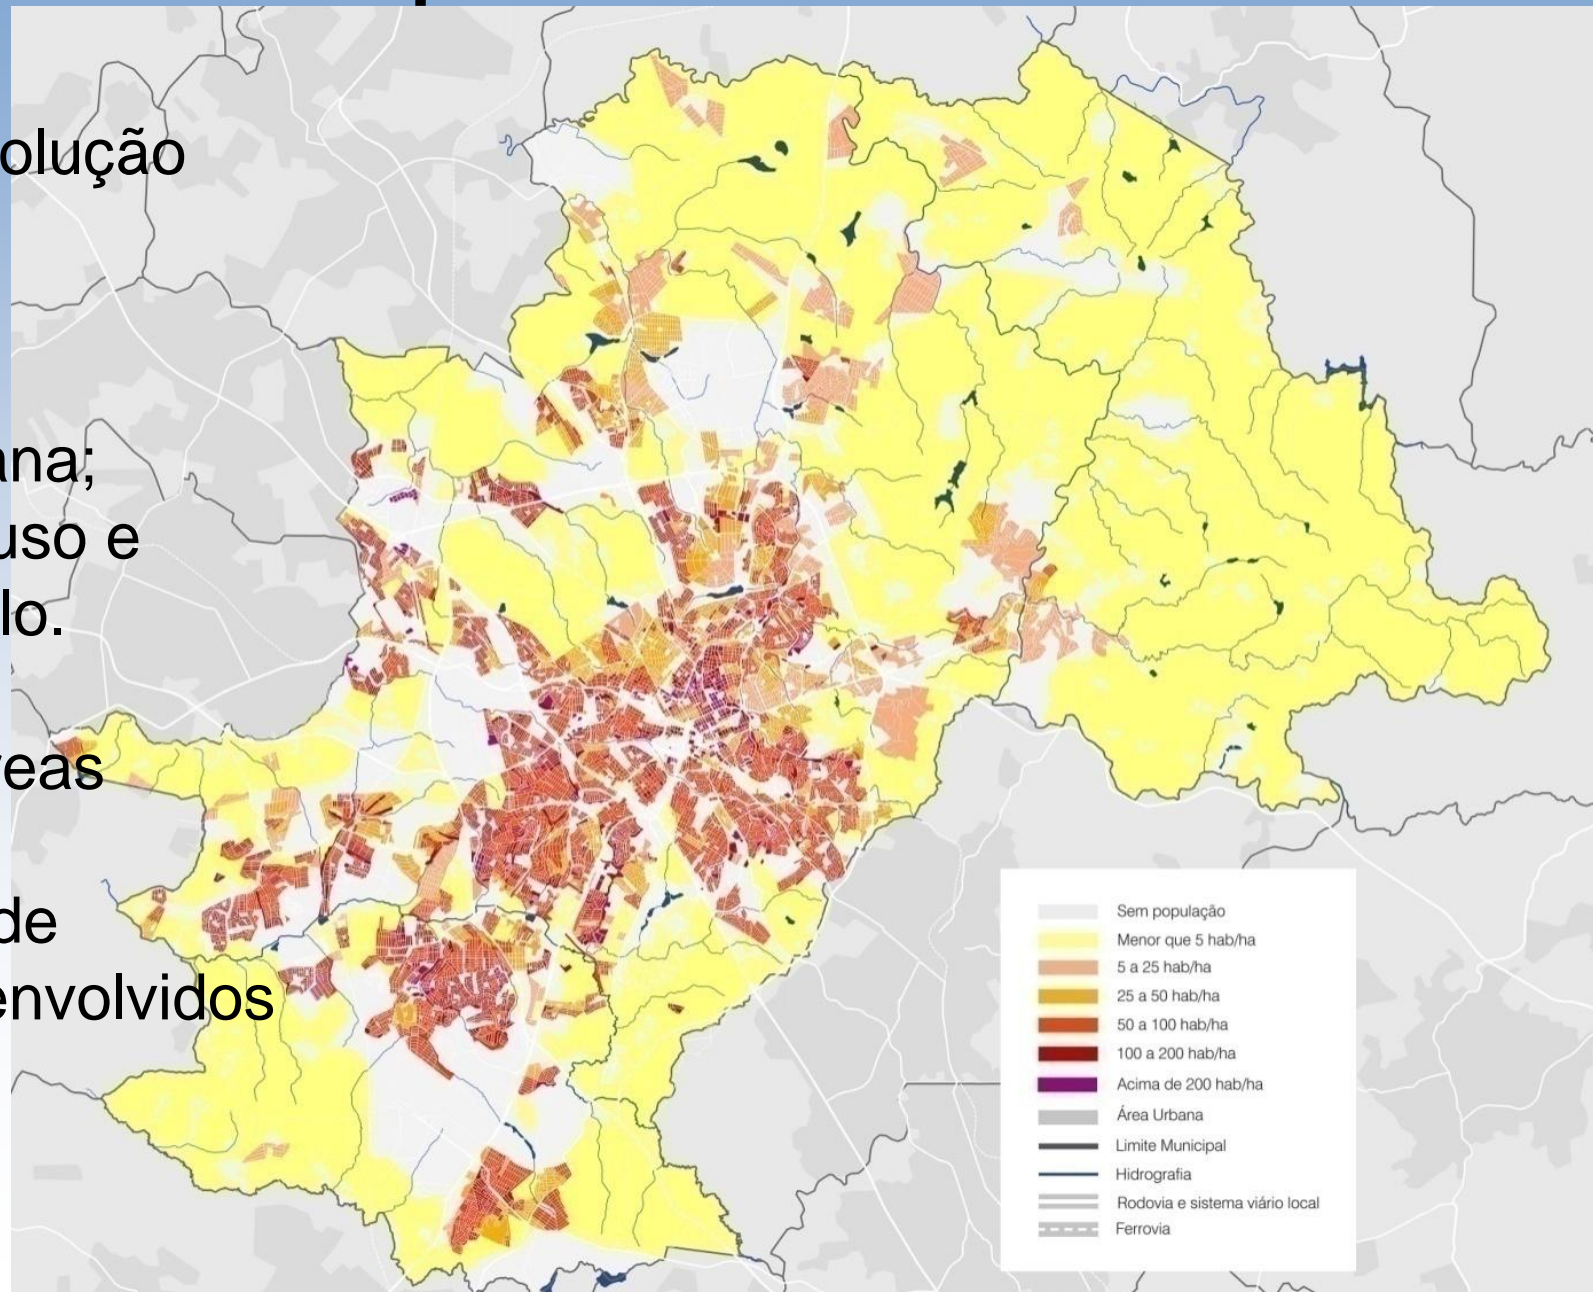 olução
ana;
uso e
lo.
reas
de
envolvidos
Sem população
Menor que 5 hab/ha
5 a 25 hab/ha
25 a 50 hab/ha
50 a 100 hab/ha
100 a 200 hab/ha
Acima de 200 hab/ha
Área Urbana
Limite Municipal
Hidrografia
Rodovia e sistema viário local
Ferrovia